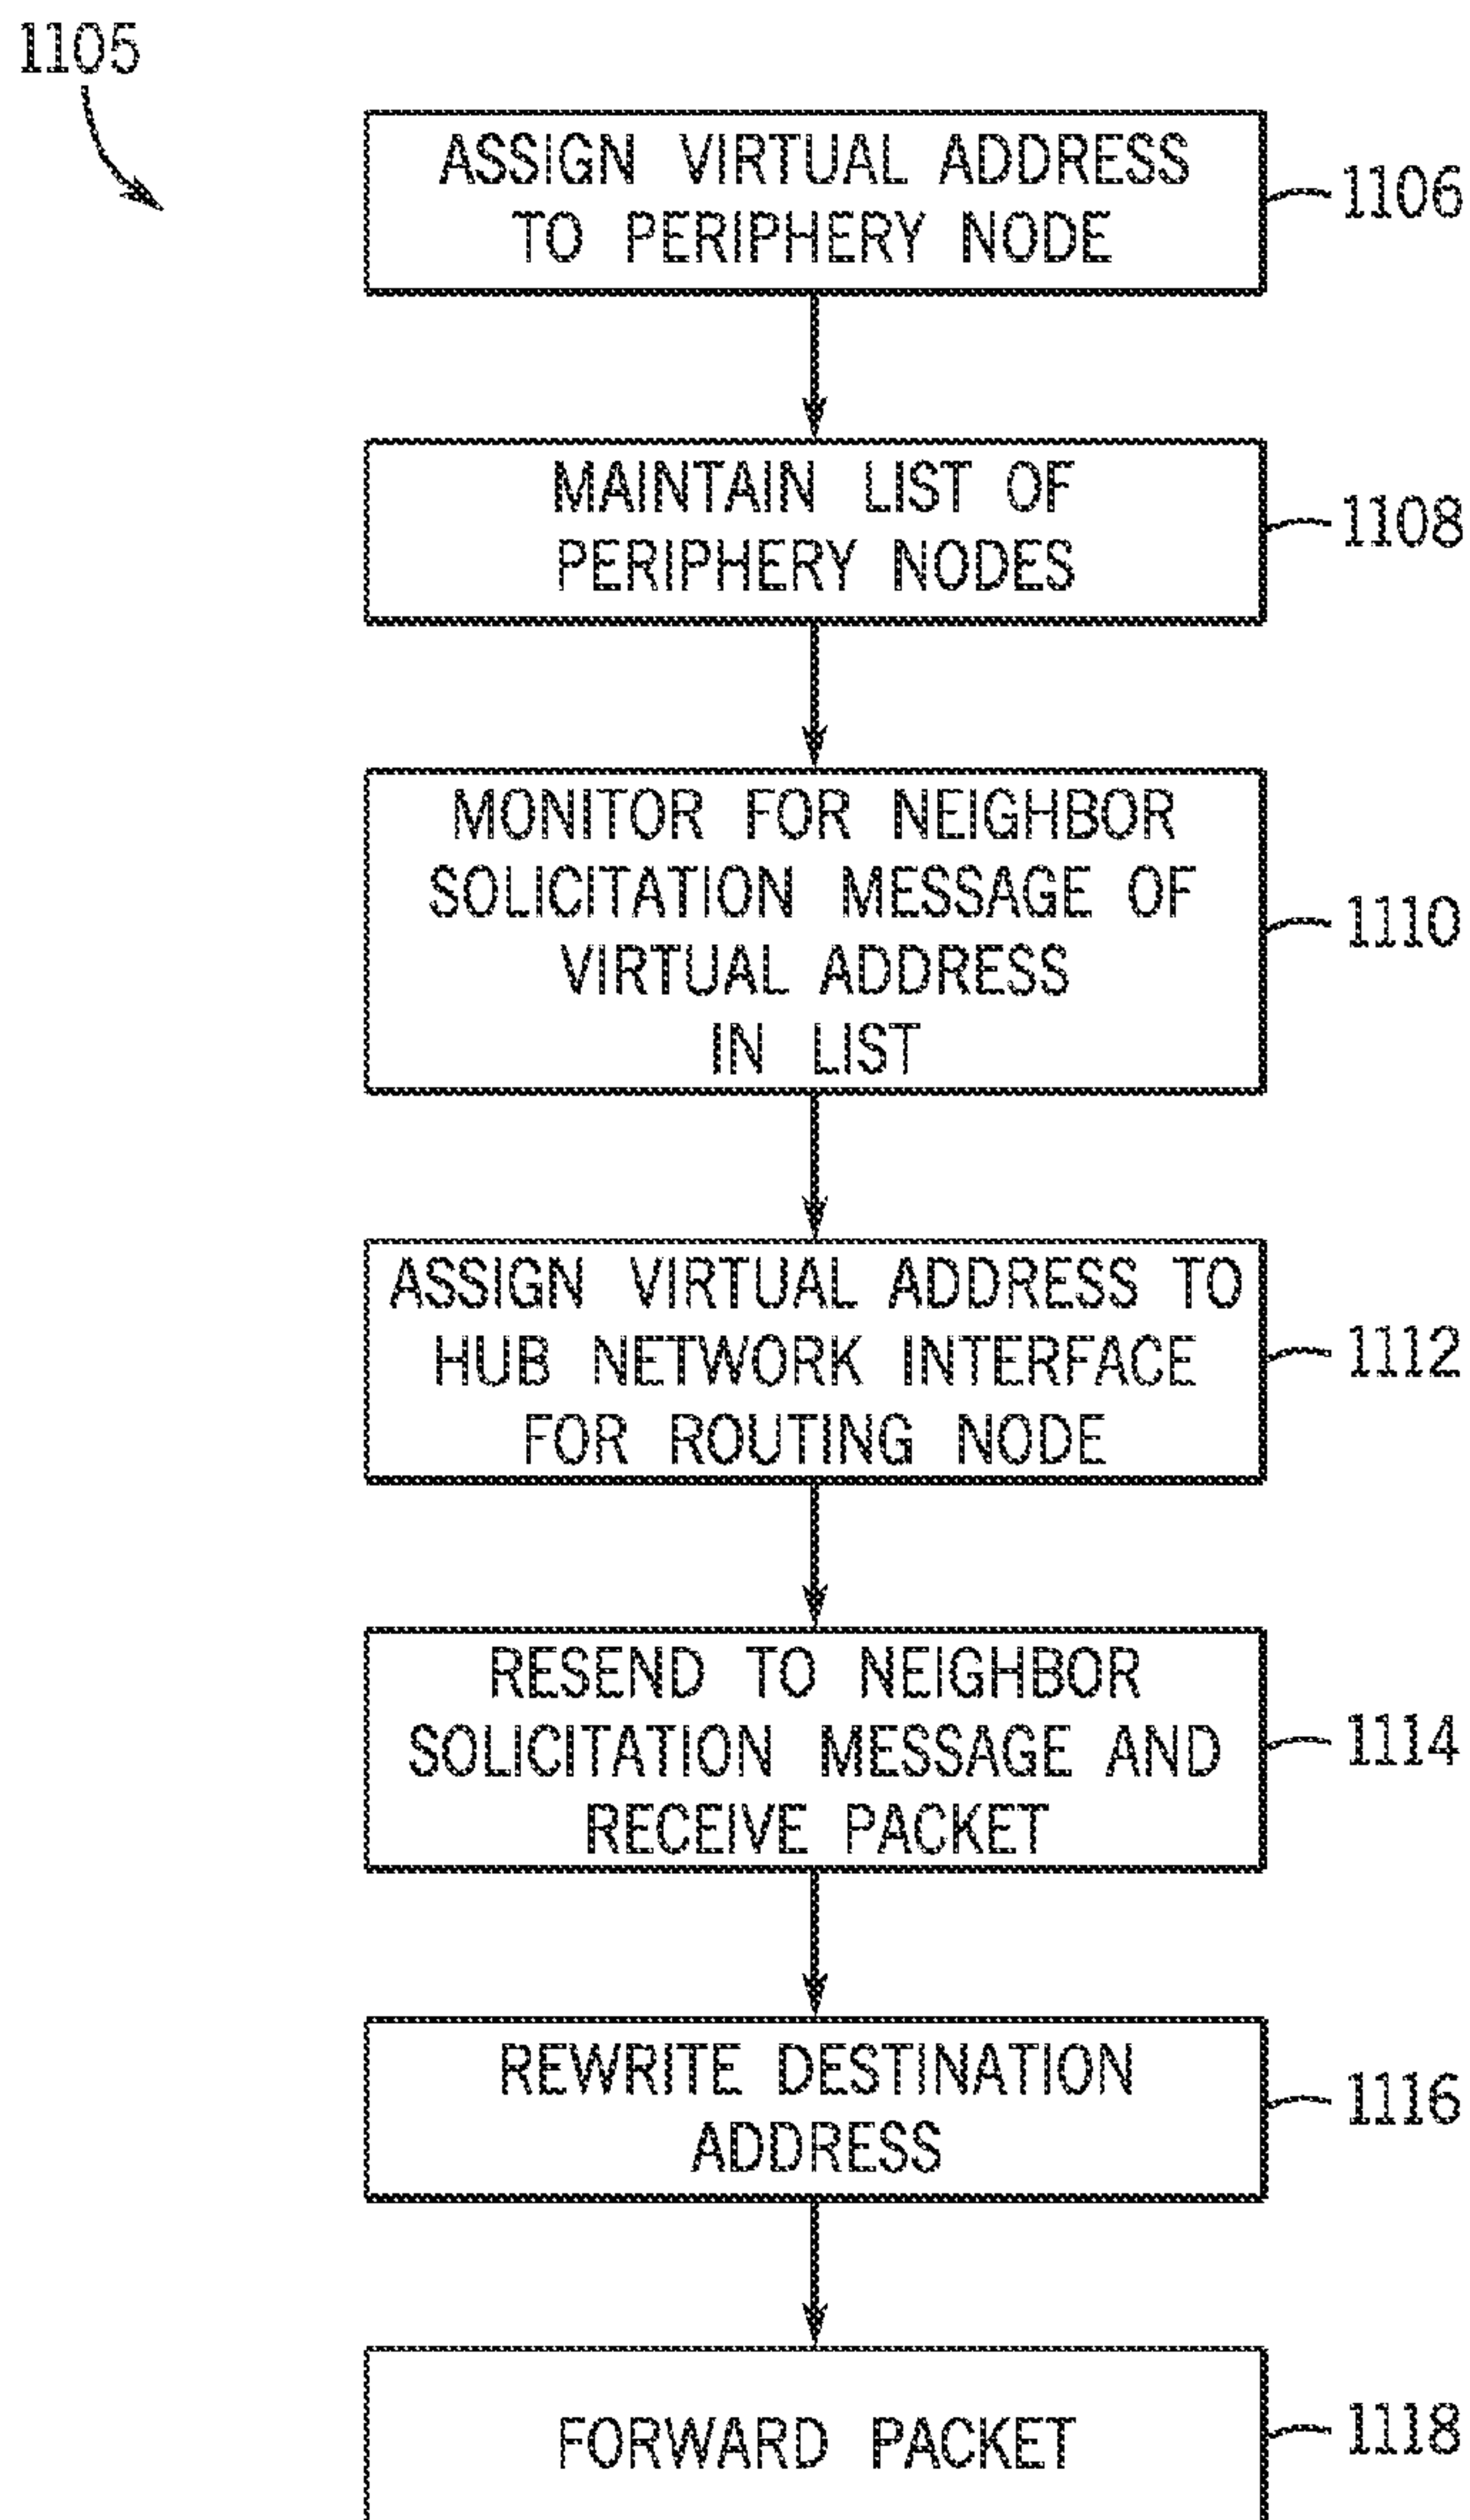 1105
ASSIGN VIRTUAL ADDRESS
TO PERIPHERY NODE
1106
MAINTAIN LIST OF
PERIPHERY NODES
1108
MONITOR FOR NEIGHBOR
SOLICITATION MESSAGE OF
VIRTUAL ADDRESS
IN LIST
1110
ASSIGN VIRTUAL ADDRESS TO
HUB NETWORK INTERFACE
FOR ROUTING NODE
1112
RESEND TO NEIGHBOR
SOLICITATION MESSAGE AND
RECEIVE PACKET
1114
REWRITE DESTINATION
ADDRESS
1116
FORWARD PACKET
1118